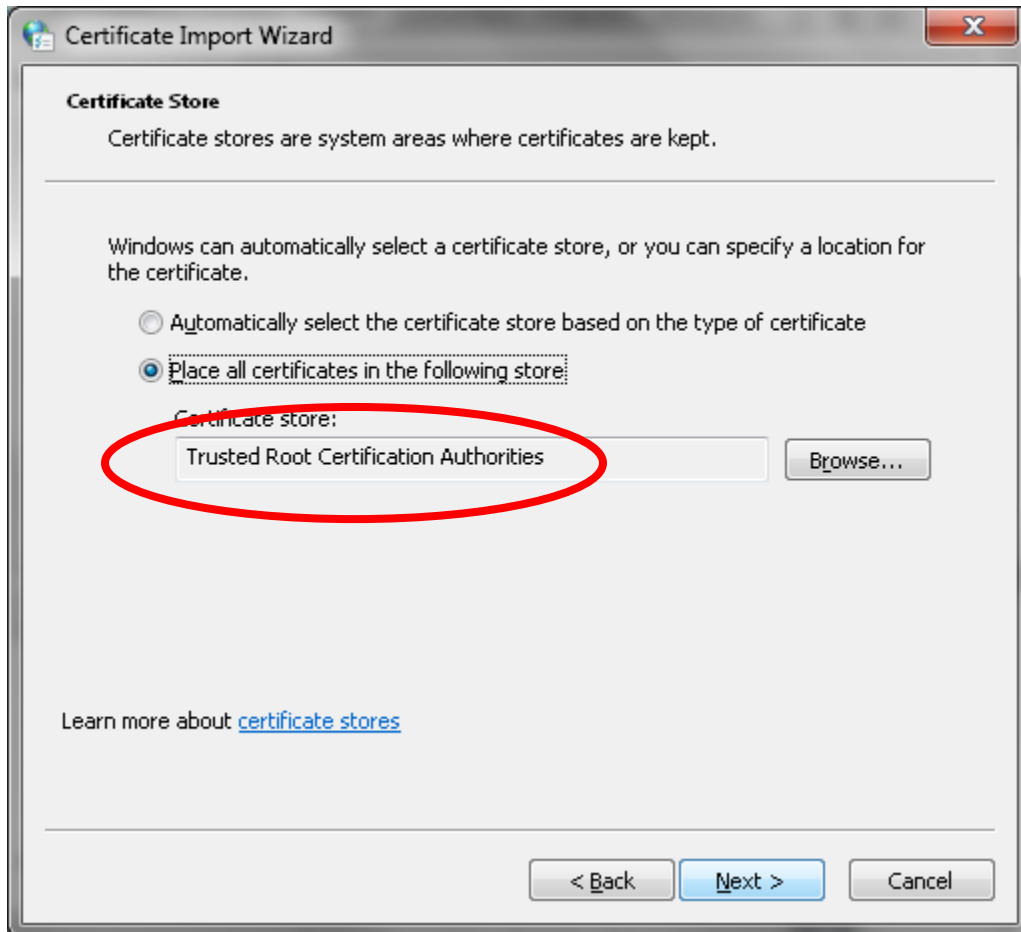 Certificate Import Wizard
Certificate Store
Certificate stores are system areas where certificates are kept.
Windows can automatically select a certificate store, or you can specify a location for
the certificate.
Automatically select the certificate store based on the type of certificate
Place all certificates in the following store
Certificate store:
Trusted Root Certification Authorities
Browse...
Learn more about certificate stores
< Back
Next >
Cancel